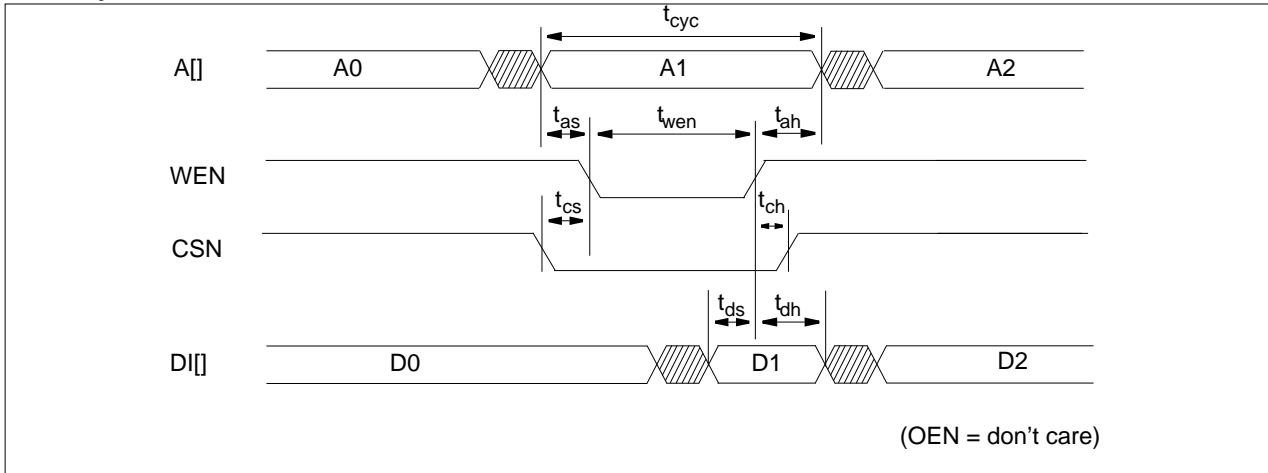 tcyc
A[] A0 A1 A2
tas twen tah
WEN
tcs tch
CSN
tds tdh
DI[] D0 D1 D2
(OEN = don't care)